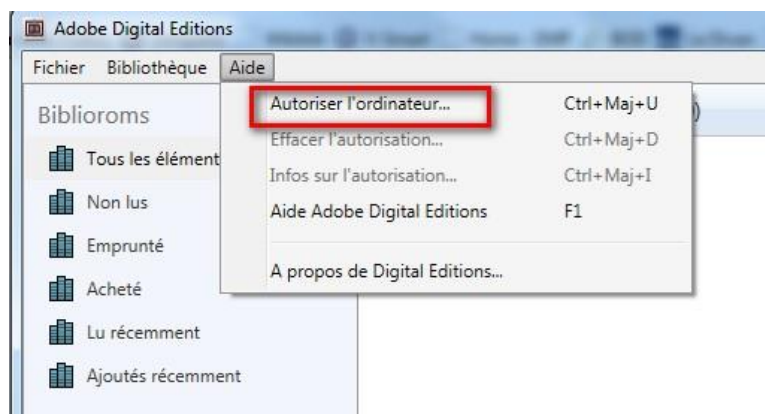 Adobe Digital Editions
Fichier Bibliothèque Aide
Biblioroms
Tous les élément
Non lus
Emprunté
Acheté
Lu récemment
Ajoutés récemment
Autoriser l'ordinateur... Ctrl+Maj+U
Effacer l'autorisation... Ctrl+Maj+D
Infos sur l'autorisation... Ctrl+Maj+I
Aide Adobe Digital Editions F1
A propos de Digital Editions...